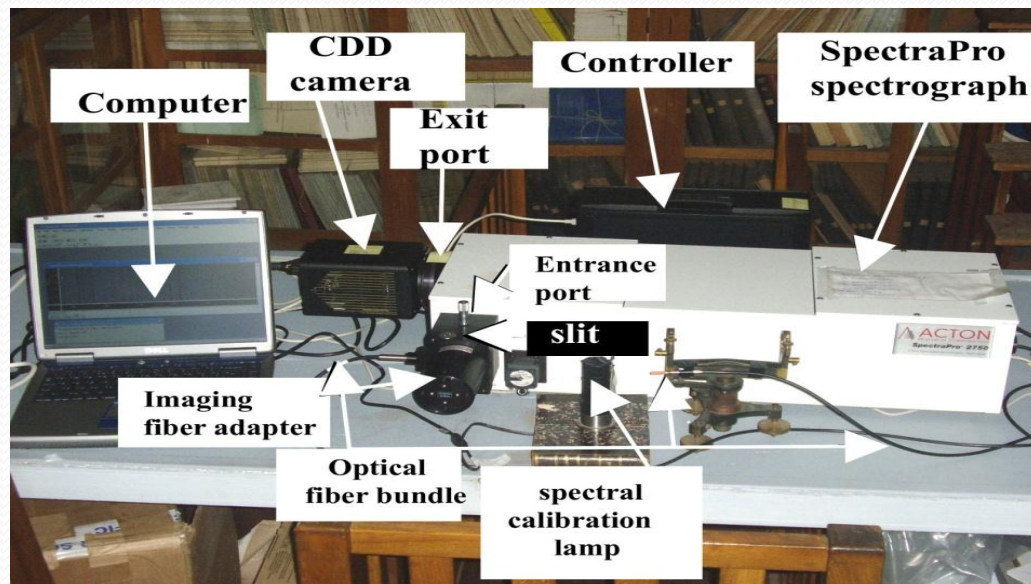 CDD
camera
Controller
SpectraPro
spectrograph
Computer
Exit
port
Entrance
port
slit
ACTON
SpectraPro 2750
Imaging
fiber adapter
Optical
fiber bundle
spectral
calibration
lamp
FIC